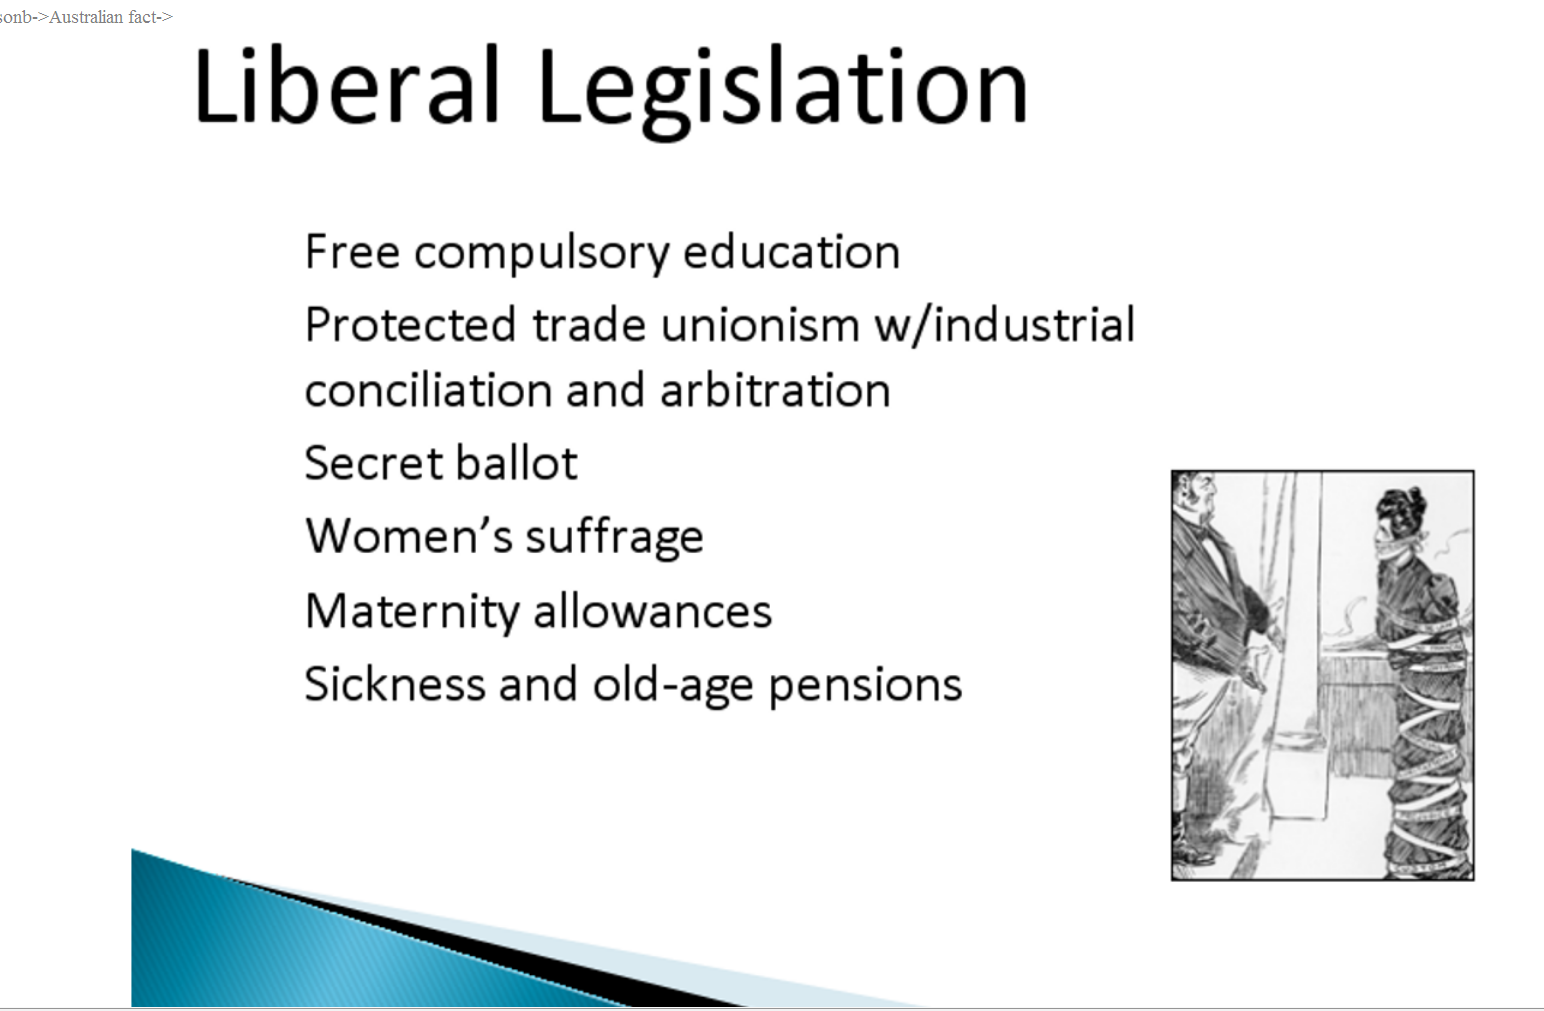 sonb->Australian fact->
Liberal Legislation
Free compulsory education
Protected trade unionism w/industrial
conciliation and arbitration
Secret ballot
Women’s suffrage
Maternity allowances
Sickness and old-age pensions